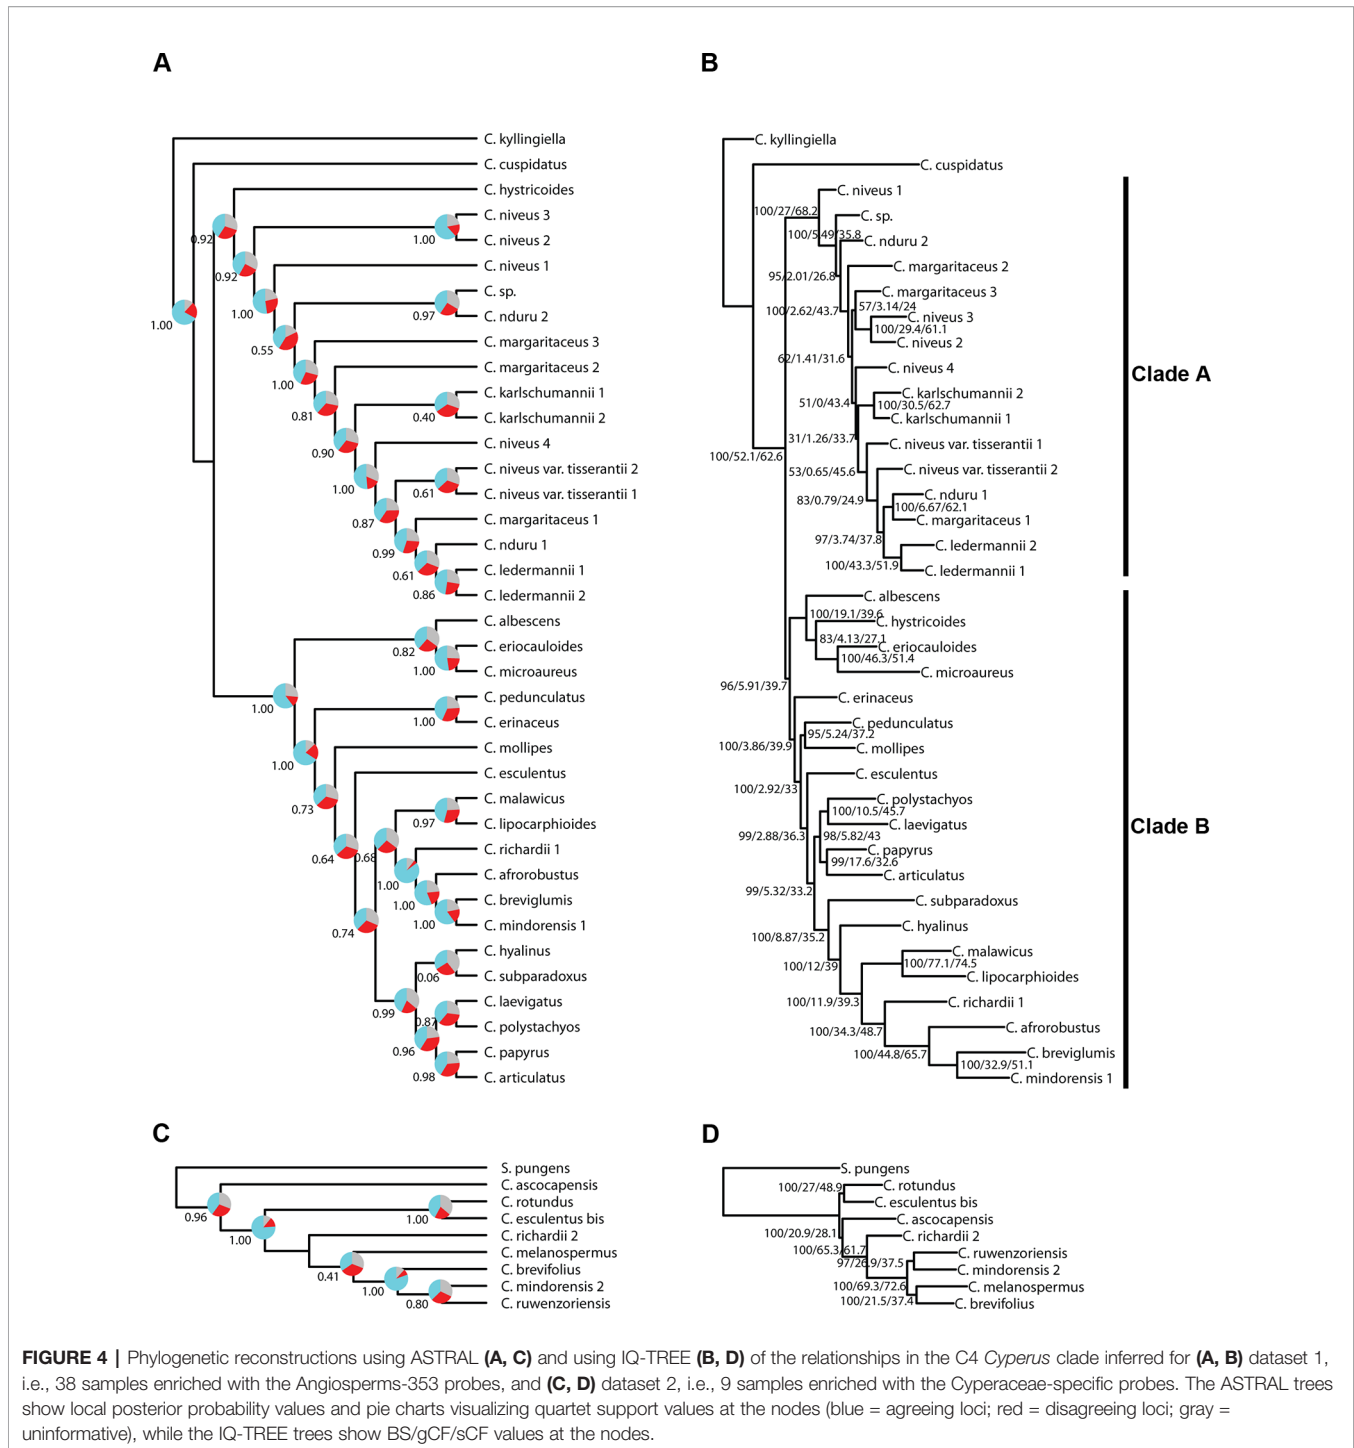 A
B
C. kyllingiella
C. cuspidatus
C. hystricoides
C. niveus 3
C. niveus 2
C. niveus 1
C. sp.
C. nduru 2
C. margaritaceus 3
C. margaritaceus 2
C. karlschumannii 1
C. karlschumannii 2
C. niveus 4
C. niveus var. tisserantii 2
C. niveus var. tisserantii 1
C. margaritaceus 1
C. nduru 1
C. ledermannii 1
C. ledermannii 2
C. albescens
C. eriocauloides
C. microaureus
C. pedunculatus
C. erinaceus
C. mollipes
C. esculentus
C. malawicus
C. lipocarphioides
C. richardii 1
C. afrorobustus
C. breviglumis
C. mindorensis 1
C. hyalinus
C. subparadoxus
C. laevigatus
C. polystachyos
C. papyrus
C. articulatus
0.92
1.00
0.92
1.00
1.00
0.97
0.55
1.00
0.81
0.40
0.90
1.00
0.61
0.87
0.99
0.61
0.86
0.82
1.00
1.00
1.00
1.00
0.73
0.97
0.64
0.68
1.00
1.00
1.00
0.74
0.06
0.99
0.87
0.96
0.98
C. kyllingiella
C. cuspidatus
C. niveus 1
C. sp.
C. nduru 2
C. margaritaceus 2
C. margaritaceus 3
C. niveus 3
C. niveus 2
C. niveus 4
C. karlschumannii 2
C. karlschumannii 1
C. niveus var. tisserantii 1
C. niveus var. tisserantii 2
C. nduru 1
C. margaritaceus 1
C. ledermannii 2
C. ledermannii 1
C. albescens
C. hystricoides
C. eriocauloides
C. microaureus
C. erinaceus
C. pedunculatus
C. mollipes
C. esculentus
C. polystachyos
C. laevigatus
C. papyrus
C. articulatus
C. subparadoxus
C. hyalinus
C. malawicus
C. lipocarphioides
C. richardii 1
C. afrorobustus
C. breviglumis
C. mindorensis 1
100/27/68.2
100/5.49/35.8
95/2.01/26.8
100/2.62/43.7
57/3.14/24
100/29.4/61.1
62/1.41/31.6
51/0/43.4
100/30.5/62.7
31/1.26/33.7
100/52.1/62.6
53/0.65/45.6
83/0.79/24.9
100/6.67/62.1
97/3.74/37.8
100/43.3/51.9
100/19.1/39.6
83/4.13/27.1
100/46.3/51.4
96/5.91/39.7
95/5.24/37.2
100/3.86/39.9
100/2.92/33
100/10.5/45.7
99/2.88/36.3
98/5.82/43
99/17.6/32.6
99/5.32/33.2
100/8.87/35.2
100/12/39
100/77.1/74.5
100/11.9/39.3
100/34.3/48.7
100/44.8/65.7
100/32.9/51.1
Clade A
Clade B
C
D
S. pungens
C. ascocapensis
C. rotundus
C. esculentus bis
C. richardii 2
C. melanospermus
C. brevifolius
C. mindorensis 2
C. ruwenzoriensis
0.96
1.00
1.00
0.41
1.00
0.80
S. pungens
C. rotundus
C. esculentus bis
C. ascocapensis
C. richardii 2
C. ruwenzoriensis
C. mindorensis 2
C. melanospermus
C. brevifolius
100/27/48.9
100/20.9/28.1
100/65.3/61.7
97/26.9/37.5
100/69.3/72.6
100/21.5/37.4
FIGURE 4 | Phylogenetic reconstructions using ASTRAL (A, C) and using IQ-TREE (B, D) of the relationships in the C4 Cyperus clade inferred for (A, B) dataset 1,
i.e., 38 samples enriched with the Angiosperms-353 probes, and (C, D) dataset 2, i.e., 9 samples enriched with the Cyperaceae-specific probes. The ASTRAL trees
show local posterior probability values and pie charts visualizing quartet support values at the nodes (blue = agreeing loci; red = disagreeing loci; gray =
uninformative), while the IQ-TREE trees show BS/gCF/sCF values at the nodes.